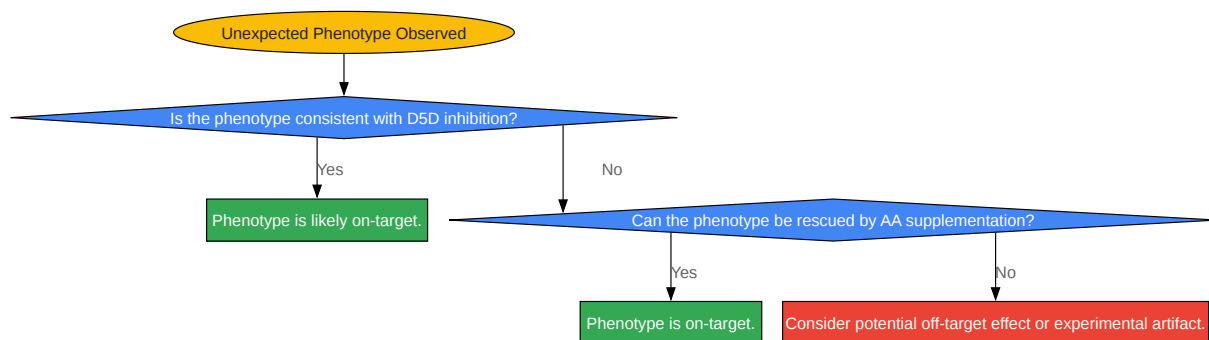 Unexpected Phenotype Observed
Is the phenotype consistent with D5D inhibition?
Yes
No
Phenotype is likely on-target.
Can the phenotype be rescued by AA supplementation?
Yes
No
Phenotype is on-target.
Consider potential off-target effect or experimental artifact.